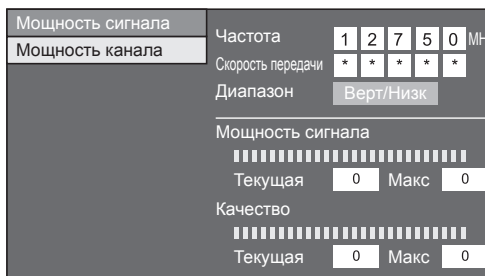 Мощность сигнала
Мощность канала
Частота 1 2 7 5 0 MH
Скорость передачи * * * * *
Диапазон Верт/Низк
Мощность сигнала
Текущая 0 Макс 0
Качество
Текущая 0 Макс 0